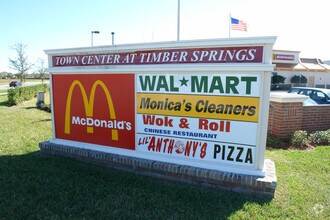 TOWN CENTER AT TIMBER SPRINGS
McDonald's
WAL★MART
Monica's Cleaners
Wok & Roll
CHINESE RESTAURANT
LIL' ANTHONY'S PIZZA